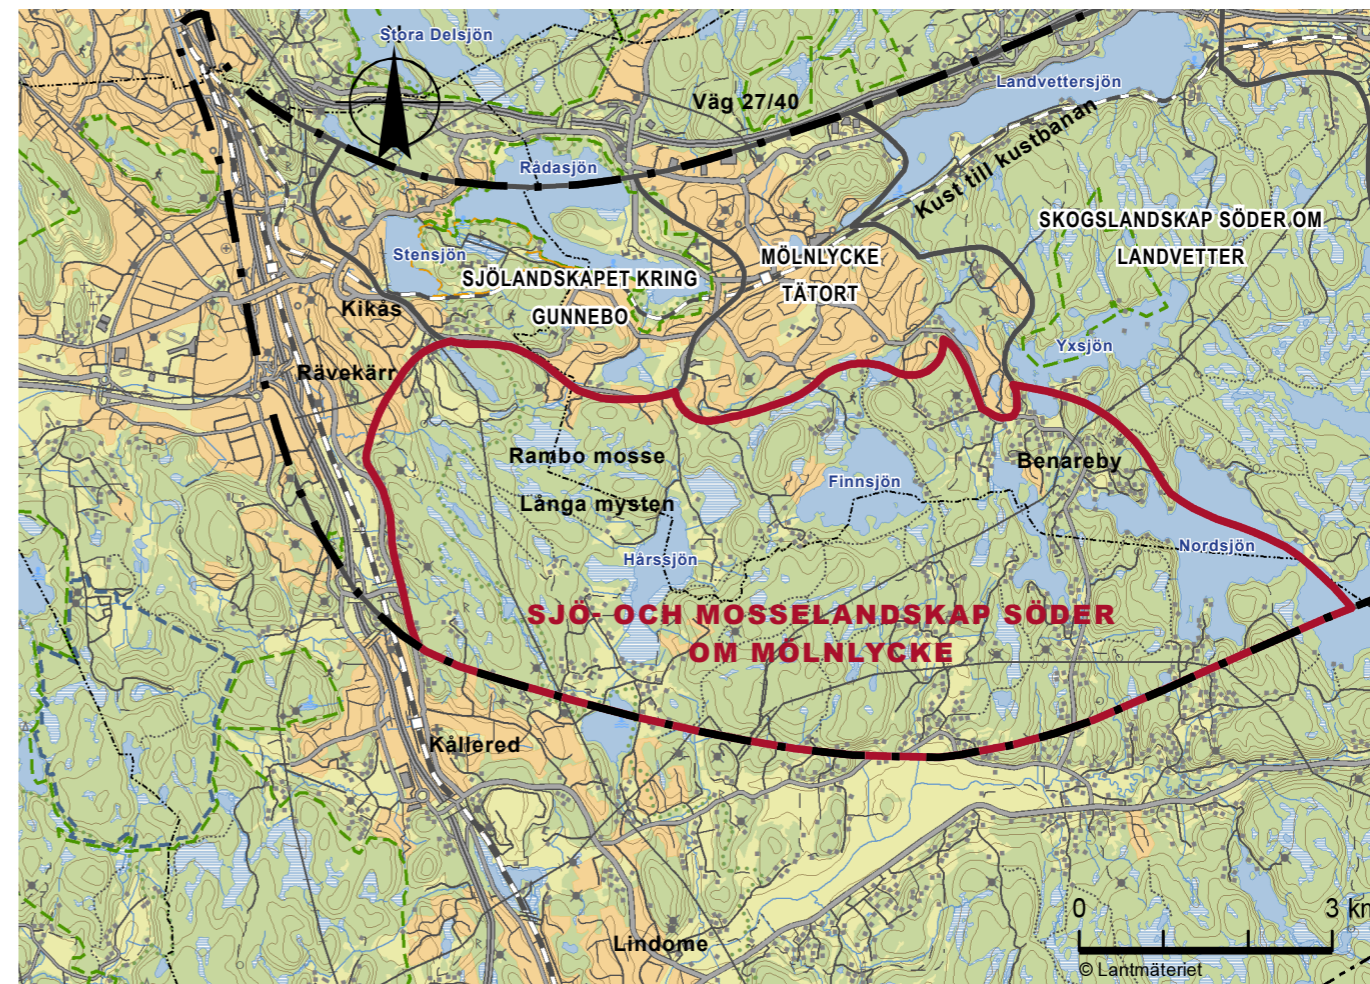 Stora Delsjön
Landvettersjön
Väg 27/40
Kust till kustbanan
Rådasjön
SKOGSLANDSKAP SÖDER OM
LANDVETTER
Stensjön
MÖLNLYCKE
TÄTORT
SJÖLANDSKAPET KRING
GUNNEBO
Kikås
Yxsjön
Rävekärr
Rambo mosse
Benareby
Finnsjön
Långa mysten
Nordsjön
Hårssjön
SJÖ- OCH MOSSELANDSKAP SÖDER
OM MÖLNLYCKE
Kållered
Lindome
0 3 km
© Lantmäteriet